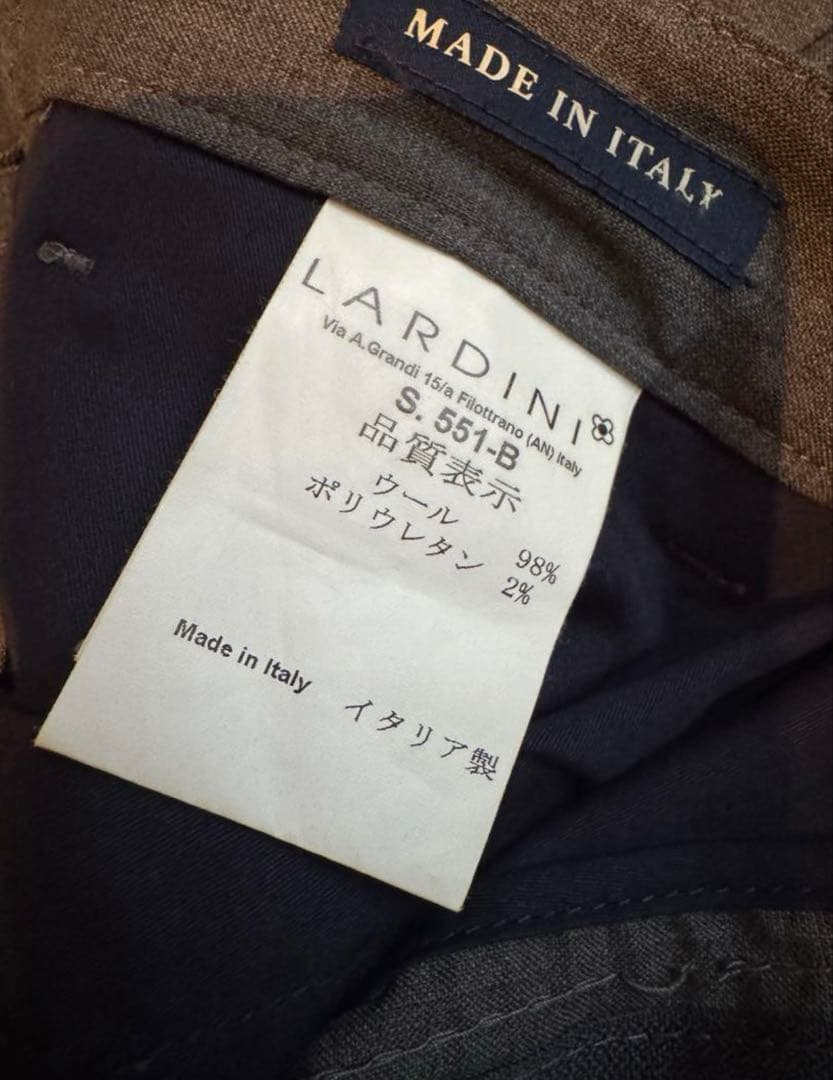 MADE IN ITALY
LARDINI
Via A.Grandi 15/a Filottrano (AN) Italy
S. 551-B
品質表示
ウール 98%
ポリウレタン 2%
Made in Italy イタリア製